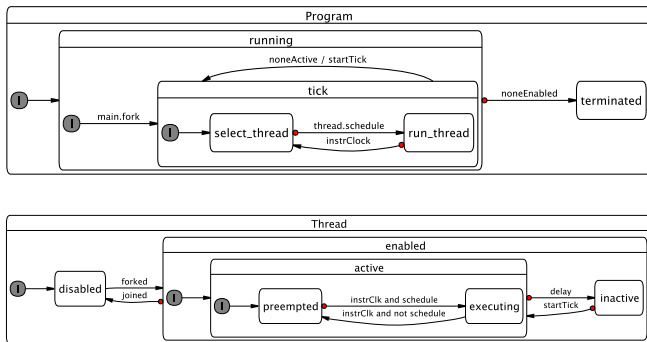 Program
running
noneActive / startTick
tick
I
I
main.fork
I
select_thread
thread.schedule
instrClock
run_thread
noneEnabled
terminated
Thread
enabled
active
I
disabled
forked
joined
I
I
preempted
instrClk and schedule
instrClk and not schedule
executing
delay
startTick
inactive